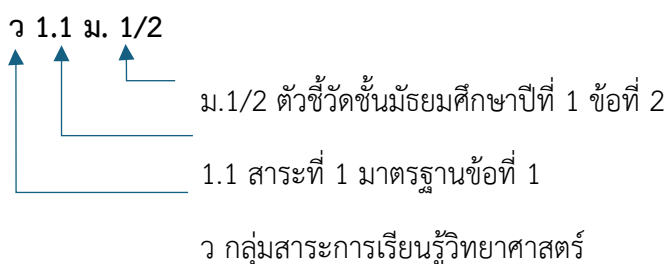 ว 1.1 ม. 1/2
ม.1/2 ตัวชี้วัดชั้นมัธยมศึกษาปีที่ 1 ข้อที่ 2
1.1 สาระที่ 1 มาตรฐานข้อที่ 1
ว กลุ่มสาระการเรียนรู้วิทยาศาสตร์